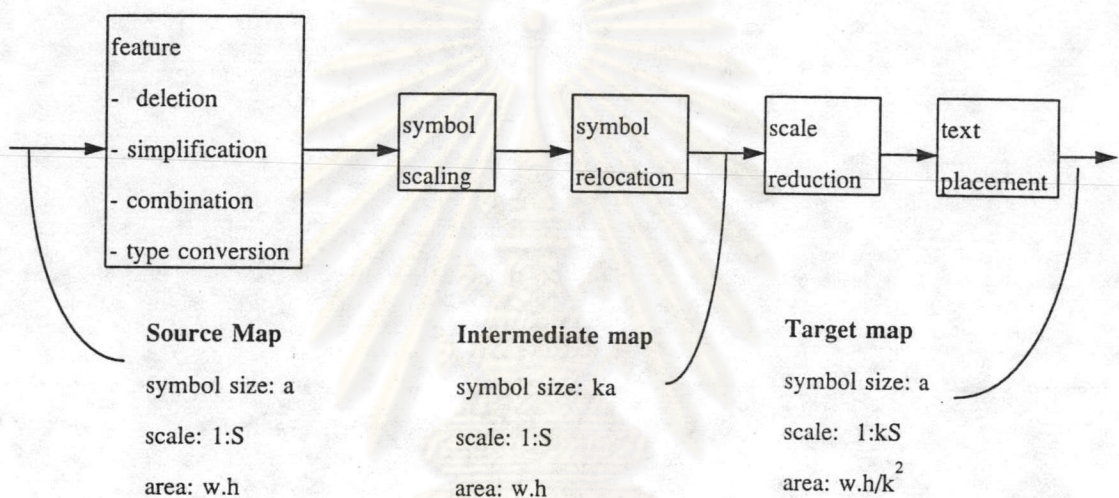 feature
- deletion
- simplification
- combination
- type conversion
symbol
scaling
symbol
relocation
scale
reduction
text
placement
Source Map
symbol size: a
scale: 1:S
area: w.h
Intermediate map
symbol size: ka
scale: 1:S
area: w.h
Target map
symbol size: a
scale: 1:kS
area: w.h/k²